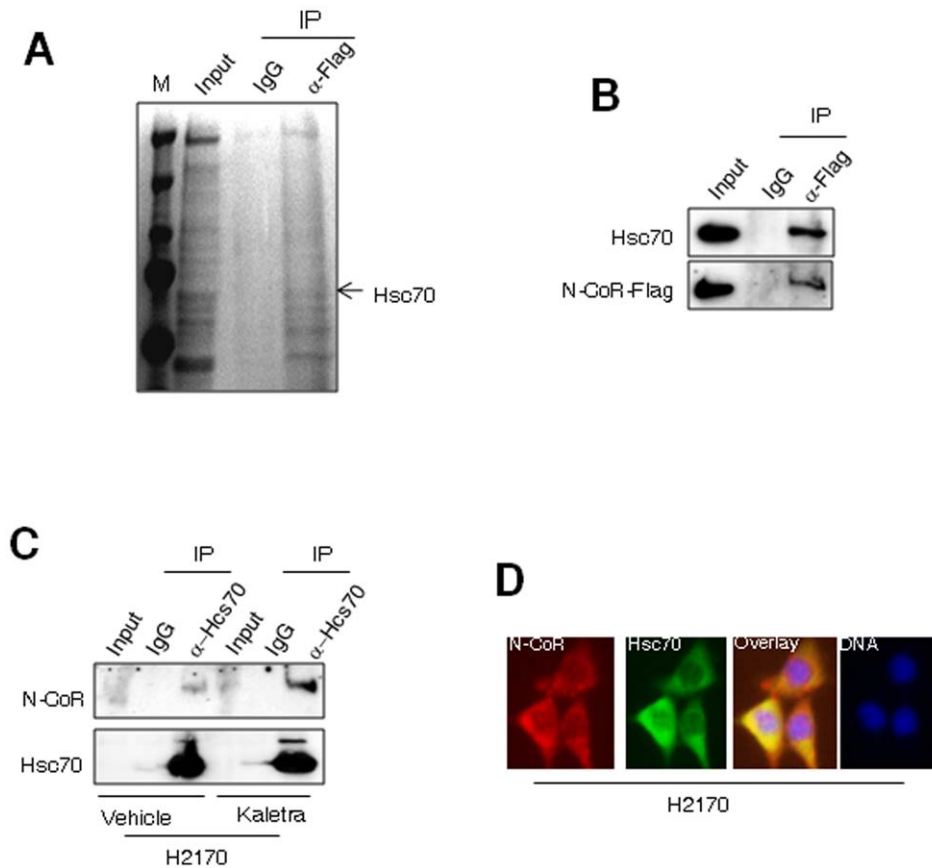 A
IP
M Input IgG α-Flag
Hsc70
B
IP
Input IgG α-Flag
Hsc70
N-CoR-Flag
C
IP IP
Input IgG α-Hcs70 Input IgG α-Hcs70
N-CoR
Hsc70
Vehicle Kaletra
H2170
D
N-CoR Hsc70 Overlay DNA
H2170